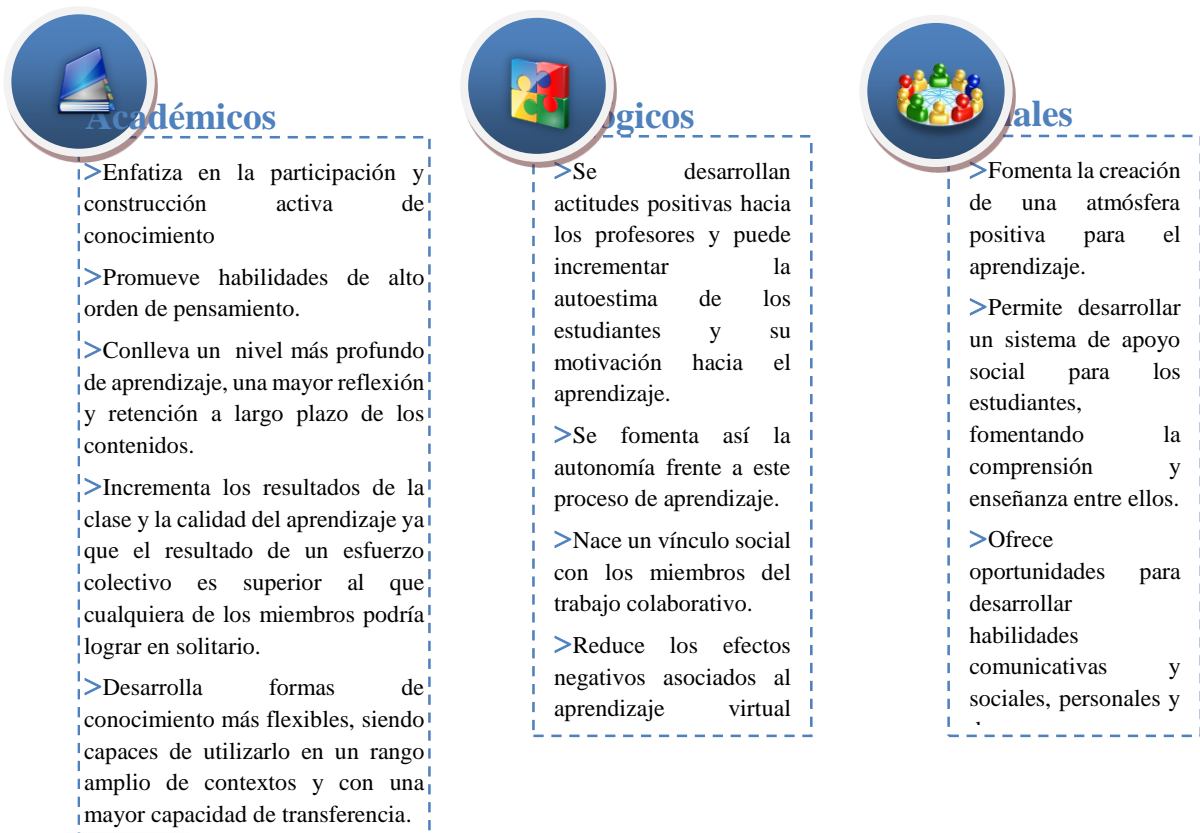 Académicos
>Enfatiza en la participación y
construcción activa de
conocimiento
>Promueve habilidades de alto
orden de pensamiento.
>Conlleva un nivel más profundo
de aprendizaje, una mayor reflexión
y retención a largo plazo de los
contenidos.
>Incrementa los resultados de la
clase y la calidad del aprendizaje ya
que el resultado de un esfuerzo
colectivo es superior al que
cualquiera de los miembros podría
lograr en solitario.
>Desarrolla formas de
conocimiento más flexibles, siendo
capaces de utilizarlo en un rango
amplio de contextos y con una
mayor capacidad de transferencia.
gicos
>Se desarrollan
actitudes positivas hacia
los profesores y puede
incrementar la
autoestima de los
estudiantes y su
motivación hacia el
aprendizaje.
>Se fomenta así la
autonomía frente a este
proceso de aprendizaje.
>Nace un vínculo social
con los miembros del
trabajo colaborativo.
>Reduce los efectos
negativos asociados al
aprendizaje virtual
ales
>Fomenta la creación
de una atmósfera
positiva para el
aprendizaje.
>Permite desarrollar
un sistema de apoyo
social para los
estudiantes,
fomentando la
comprensión y
enseñanza entre ellos.
>Ofrece
oportunidades para
desarrollar
habilidades
comunicativas y
sociales, personales y